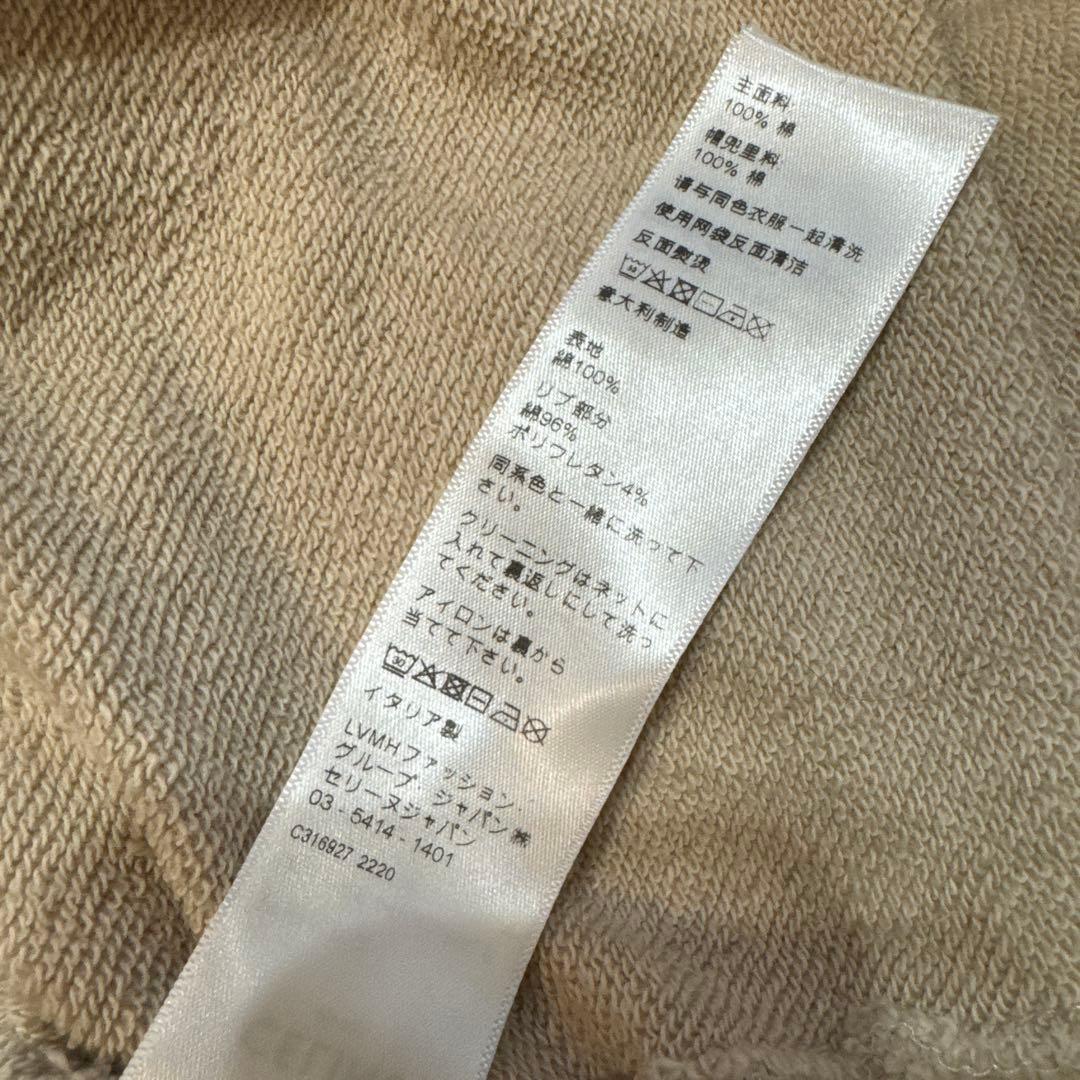 主面料
100% 棉
帽兜里料
100% 棉
请与同色衣服一起清洗
使用网袋反面清洁
反面熨烫
30
意大利制造
表地
綿100%
リブ部分
綿96%
ポリウレタン4%
同系色と一緒に洗って下
さい。
クリーニングはネットに
入れて裏返しにして洗っ
てください。
アイロンは裏から
当てて下さい。
30
イタリア製
LVMHファッション・
グループ・ジャパン㈱
セリーヌジャパン
03 - 5414 - 1401
C316927 2220